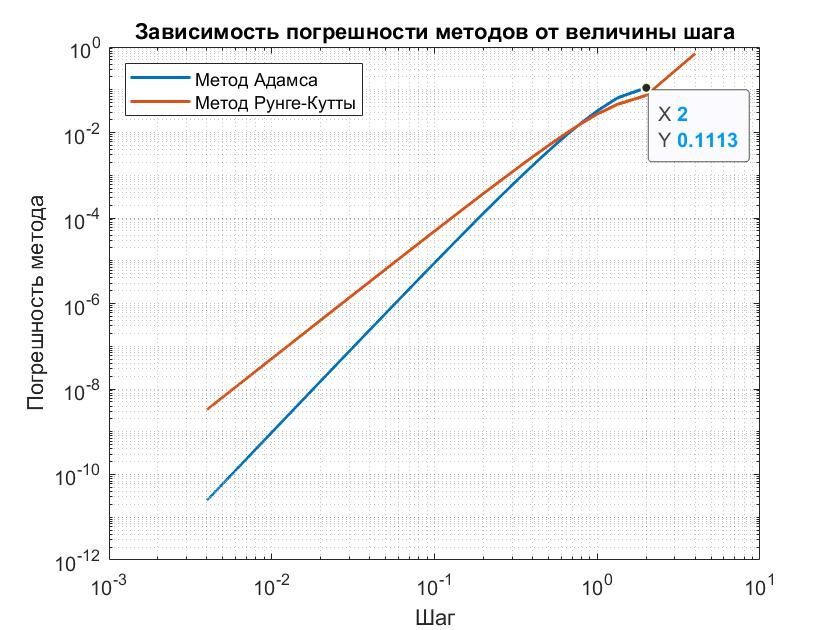 Зависимость погрешности методов от величины шага
Метод Адамса
Метод Рунге-Кутты
X 2
Y 0.1113
10^0
10^-2
10^-4
10^-6
10^-8
10^-10
10^-12
Погрешность метода
10^-3
10^-2
10^-1
10^0
10^1
Шаг